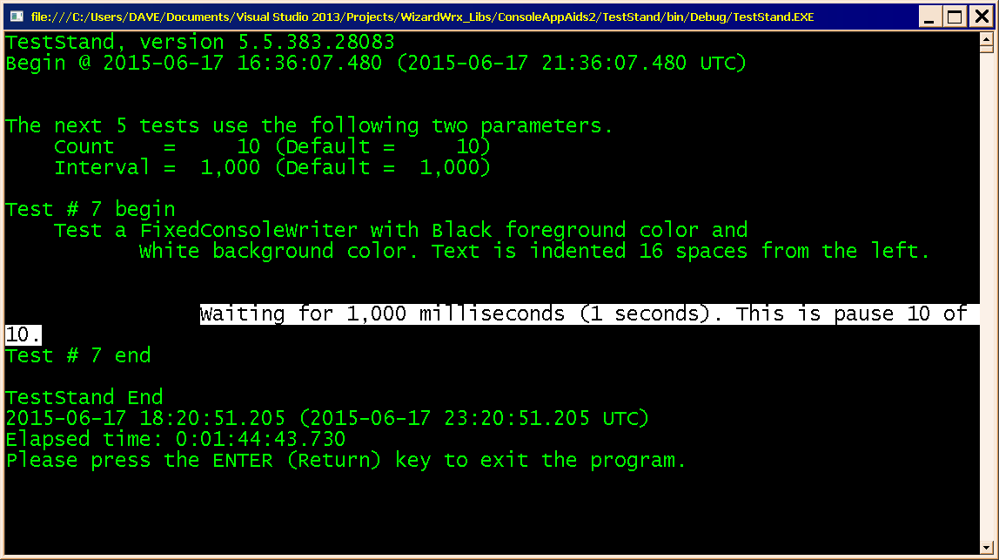 file:///C:/Users/DAVE/Documents/Visual Studio 2013/Projects/WizardWrx_Libs/ConsoleAppAids2/TestStand/bin/Debug/TestStand.EXE
TestStand, version 5.5.383.28083
Begin @ 2015-06-17 16:36:07.480 (2015-06-17 21:36:07.480 UTC)
The next 5 tests use the following two parameters.
    Count    =     10 (Default =     10)
    Interval =  1,000 (Default =  1,000)
Test # 7 begin
    Test a FixedConsoleWriter with Black foreground color and
           White background color. Text is indented 16 spaces from the left.
                Waiting for 1,000 milliseconds (1 seconds). This is pause 10 of
10.
Test # 7 end
TestStand End
2015-06-17 18:20:51.205 (2015-06-17 23:20:51.205 UTC)
Elapsed time: 0:01:44:43.730
Please press the ENTER (Return) key to exit the program.